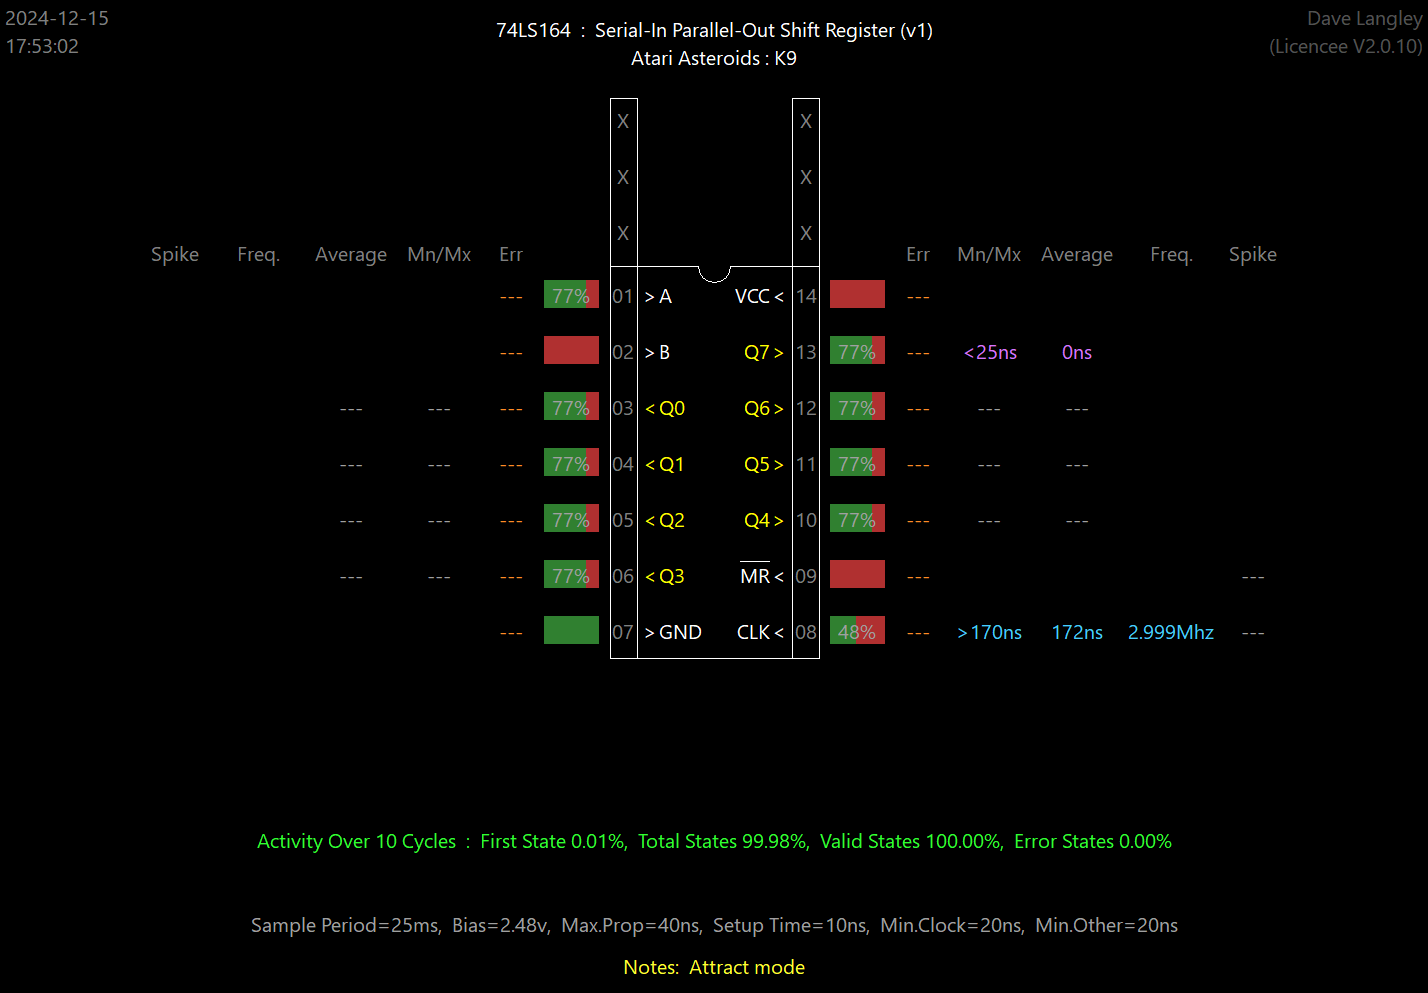 2024-12-15
17:53:02
74LS164 : Serial-In Parallel-Out Shift Register (v1)
Atari Asteroids : K9
Dave Langley
(Licencee V2.0.10)
X X
X X
X X
Spike Freq. Average Mn/Mx Err Err Mn/Mx Average Freq. Spike
--- 77% 01 > A VCC < 14 ---
--- 02 > B Q7 > 13 77% --- <25ns 0ns
--- --- --- 77% 03 < Q0 Q6 > 12 77% --- --- ---
--- --- --- 77% 04 < Q1 Q5 > 11 77% --- --- ---
--- --- --- 77% 05 < Q2 Q4 > 10 77% --- --- ---
--- --- --- 77% 06 < Q3 MR < 09 --- ---
--- 07 > GND CLK < 08 48% --- >170ns 172ns 2.999Mhz ---
Activity Over 10 Cycles : First State 0.01%, Total States 99.98%, Valid States 100.00%, Error States 0.00%
Sample Period=25ms, Bias=2.48v, Max.Prop=40ns, Setup Time=10ns, Min.Clock=20ns, Min.Other=20ns
Notes: Attract mode